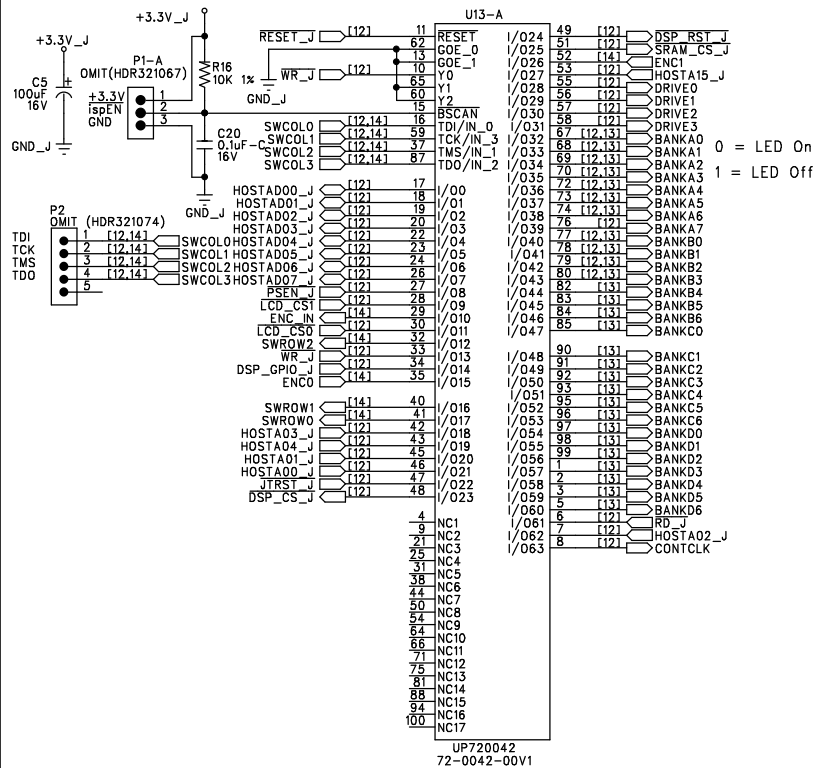 +3.3V_J
+3.3V_J
C5
100uF
16V
GND_J
P1-A
OMIT(HDR321067)
+3.3V 1
ispEN 2
GND 3
R16
10K 1%
C20
0.1uF-C
16V
GND_J
GND_J
P2
OMIT (HDR321074)
TDI 1 [12,14] SWCOL0
TCK 2 [12,14] SWCOL1
TMS 3 [12,14] SWCOL2
TDO 4 [12,14] SWCOL3
5
U13-A
RESET_J [12] 11 RESET
62 GOE_0
13 GOE_1
WR_J [12] 10 Y0
65 Y1
60 Y2
15 BSCAN
SWCOL0 [12,14] 16 TDI/IN_0
SWCOL1 [12,14] 59 TCK/IN_3
SWCOL2 [12,14] 37 TMS/IN_1
SWCOL3 [12,14] 87 TDO/IN_2
HOSTAD00_J [12] 17 I/O0
HOSTAD01_J [12] 18 I/O1
HOSTAD02_J [12] 19 I/O2
HOSTAD03_J [12] 20 I/O3
HOSTAD04_J [12] 22 I/O4
HOSTAD05_J [12] 23 I/O5
HOSTAD06_J [12] 24 I/O6
HOSTAD07_J [12] 26 I/O7
PSEN_J [12] 27 I/O8
LCD_CS1 [12] 28 I/O9
ENC_IN [14] 29 I/O10
LCD_CS0 [12] 30 I/O11
SWROW2 [14] 32 I/O12
WR_J [12] 33 I/O13
DSP_GPIO_J [12] 34 I/O14
ENC0 [14] 35 I/O15
SWROW1 [14] 40 I/O16
SWROW0 [14] 41 I/O17
HOSTA03_J [12] 42 I/O18
HOSTA04_J [12] 43 I/O19
HOSTA01_J [12] 45 I/O20
HOSTA00_J [12] 46 I/O21
JTRST_J [12] 47 I/O22
DSP_CS_J [12] 48 I/O23
4 NC1
9 NC2
21 NC3
25 NC4
31 NC5
38 NC6
44 NC7
50 NC8
54 NC9
64 NC10
66 NC11
71 NC12
75 NC13
81 NC14
88 NC15
94 NC16
100 NC17
I/O24 49 [12] DSP_RST_J
I/O25 51 [12] SRAM_CS_J
I/O26 52 [14] ENC1
I/O27 53 [12] HOSTA15_J
I/O28 55 [12] DRIVE0
I/O29 56 [12] DRIVE1
I/O30 57 [12] DRIVE2
I/O31 58 [12] DRIVE3
I/O32 67 [12,13] BANKA0
I/O33 68 [12,13] BANKA1
I/O34 69 [12,13] BANKA2
I/O35 70 [12,13] BANKA3
I/O36 72 [12,13] BANKA4
I/O37 73 [12,13] BANKA5
I/O38 74 [12,13] BANKA6
I/O39 76 [12] BANKA7
I/O40 77 [12,13] BANKB0
I/O41 78 [12,13] BANKB1
I/O42 79 [12,13] BANKB2
I/O43 80 [12,13] BANKB3
I/O44 82 [13] BANKB4
I/O45 83 [13] BANKB5
I/O46 84 [13] BANKB6
I/O47 85 [13] BANKC0
I/O48 90 [13] BANKC1
I/O49 91 [13] BANKC2
I/O50 92 [13] BANKC3
I/O51 93 [13] BANKC4
I/O52 95 [13] BANKC5
I/O53 96 [13] BANKC6
I/O54 97 [13] BANKD0
I/O55 98 [13] BANKD1
I/O56 99 [13] BANKD2
I/O57 1 [13] BANKD3
I/O58 2 [13] BANKD4
I/O59 3 [13] BANKD5
I/O60 5 [13] BANKD6
I/O61 6 [12] RD_J
I/O62 7 [12] HOSTA02_J
I/O63 8 [12] CONTCLK
0 = LED On
1 = LED Off
UP720042
72-0042-00V1